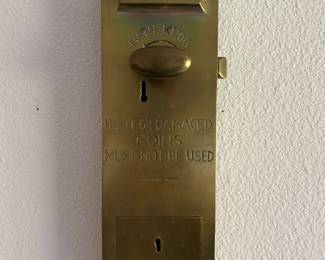 TURN KNOB
BENT OR DAMAGED
COINS
MUST NOT BE USED